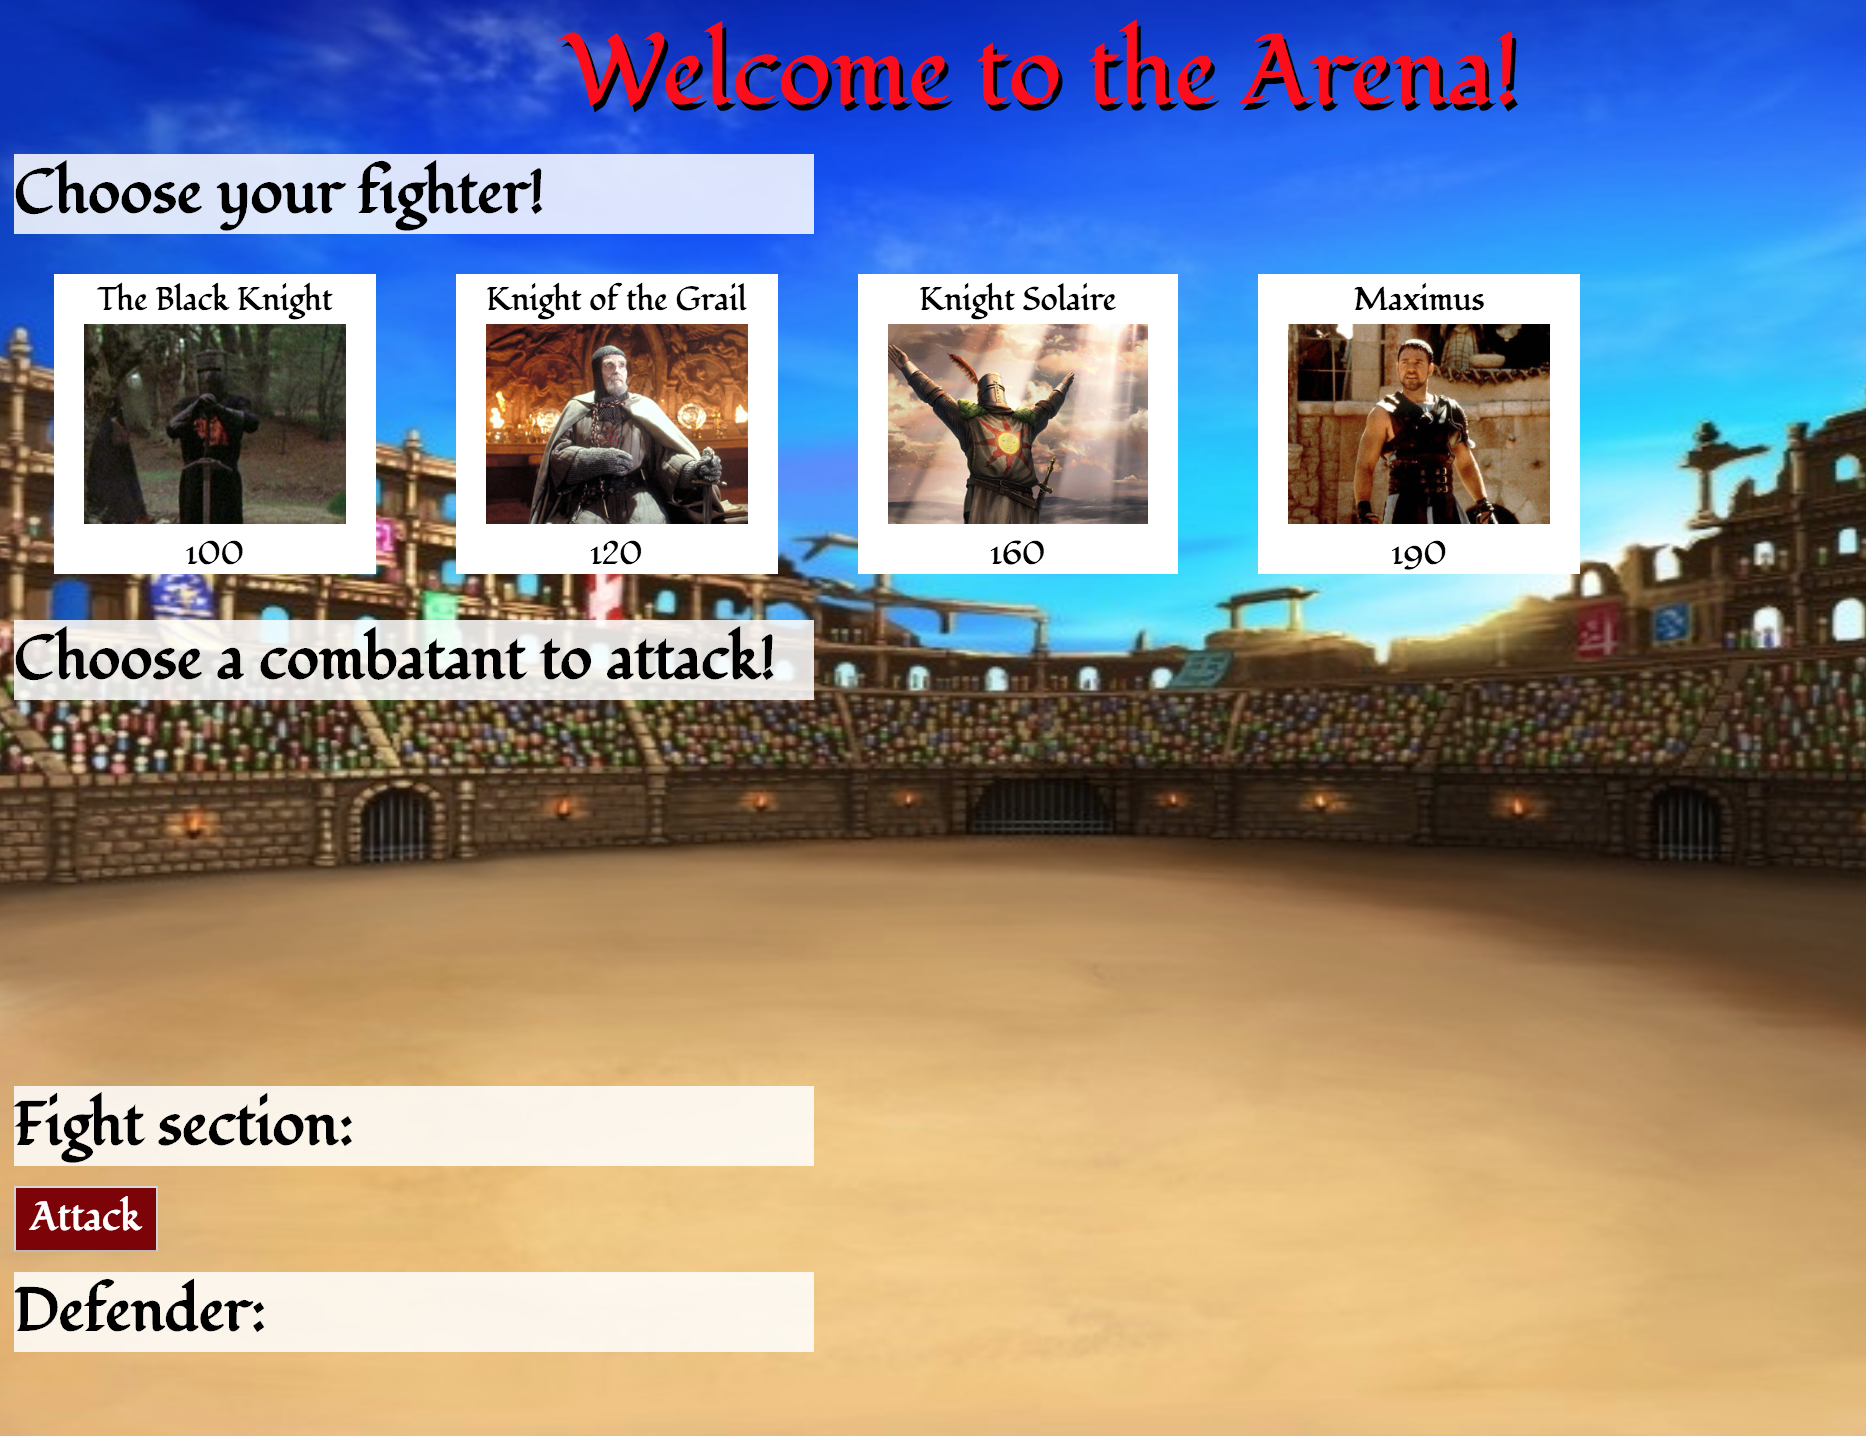 Welcome to the Arena!
Choose your fighter!
The Black Knight
100
Knight of the Grail
120
Knight Solaire
160
Maximus
190
Choose a combatant to attack!
Fight section:
Attack
Defender: